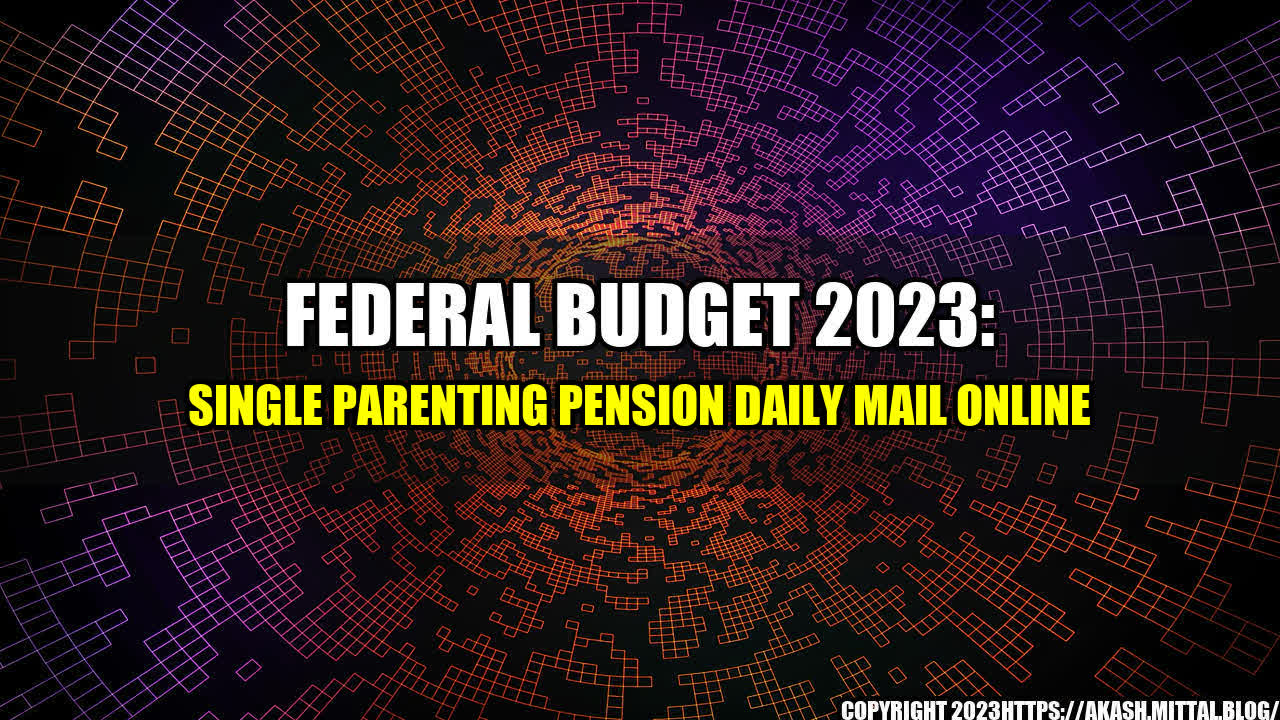 FEDERAL BUDGET 2023:
SINGLE PARENTING PENSION DAILY MAIL ONLINE
COPYRIGHT 2023HTTPS://AKASH.MITTAL.BLOG/